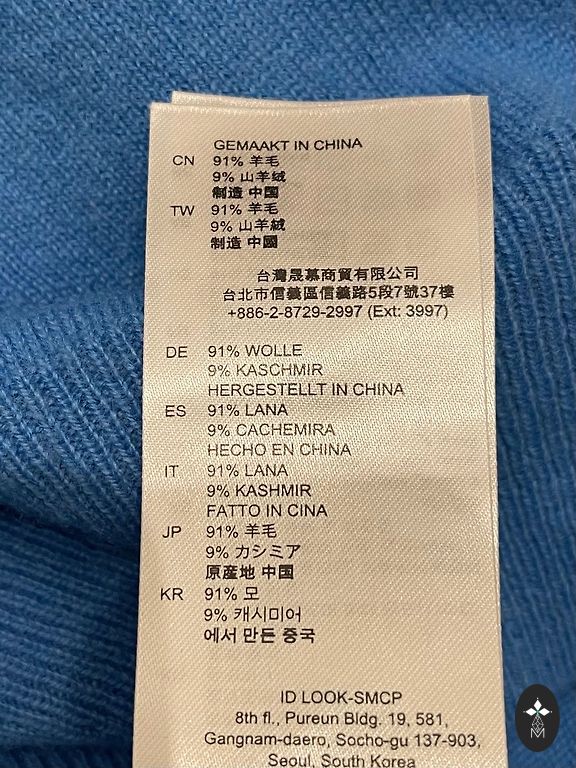 GEMAAKT IN CHINA
CN 91% 羊毛
9% 山羊绒
制造 中国
TW 91% 羊毛
9% 山羊絨
制造 中國
台灣晟慕商貿有限公司
台北市信義區信義路5段7號37樓
+886-2-8729-2997 (Ext: 3997)
DE 91% WOLLE
9% KASCHMIR
HERGESTELLT IN CHINA
ES 91% LANA
9% CACHEMIRA
HECHO EN CHINA
IT 91% LANA
9% KASHMIR
FATTO IN CINA
JP 91% 羊毛
9% カシミア
原産地 中国
KR 91% 모
9% 캐시미어
에서 만든 중국
ID LOOK-SMCP
8th fl., Pureun Bldg. 19, 581,
Gangnam-daero, Socho-gu 137-903,
Seoul, South Korea
M